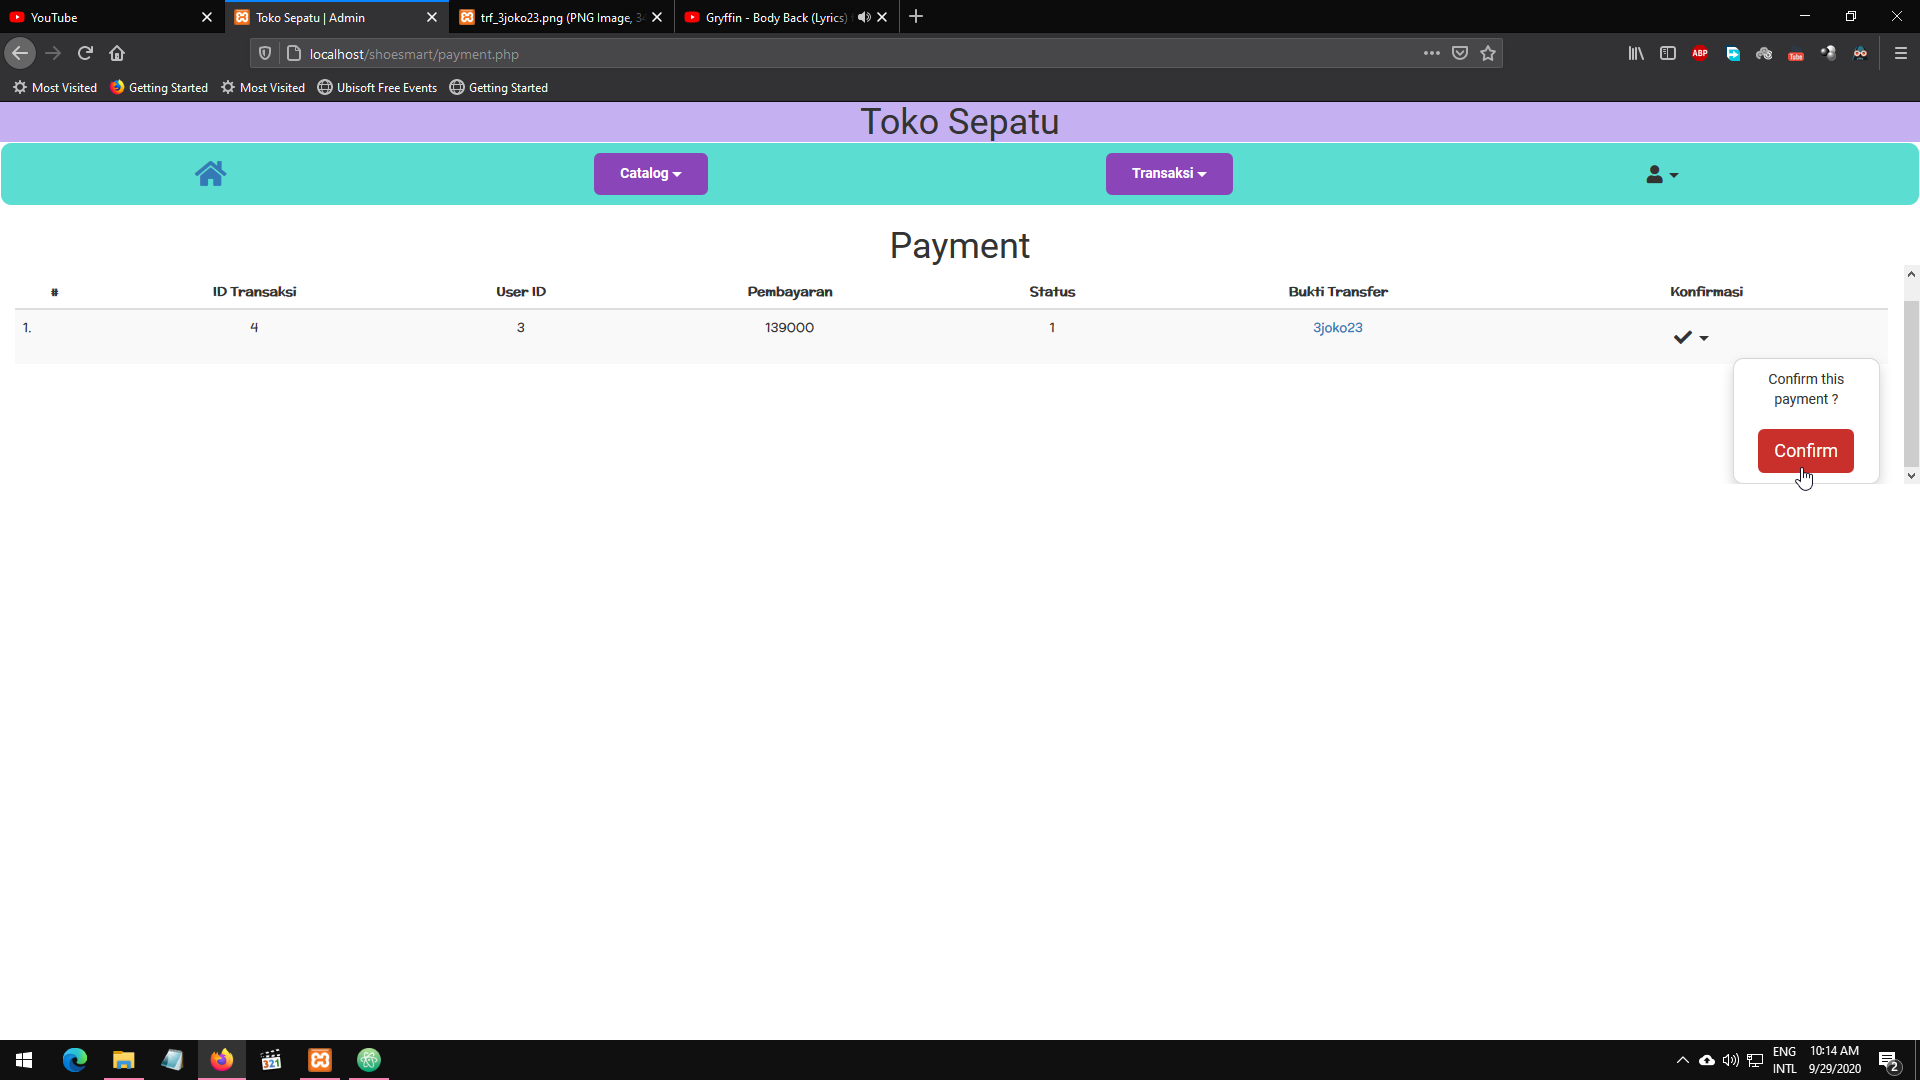 YouTube
Toko Sepatu | Admin
trf_3joko23.png (PNG Image, 3
Gryffin - Body Back (Lyrics)
localhost/shoesmart/payment.php
ABP
Tube
Most Visited
Getting Started
Most Visited
Ubisoft Free Events
Getting Started
Toko Sepatu
Catalog
Transaksi
Payment
# ID Transaksi User ID Pembayaran Status Bukti Transfer Konfirmasi
1. 4 3 139000 1 3joko23
Confirm this
payment ?
Confirm
321
ENG
INTL
10:14 AM
9/29/2020
2